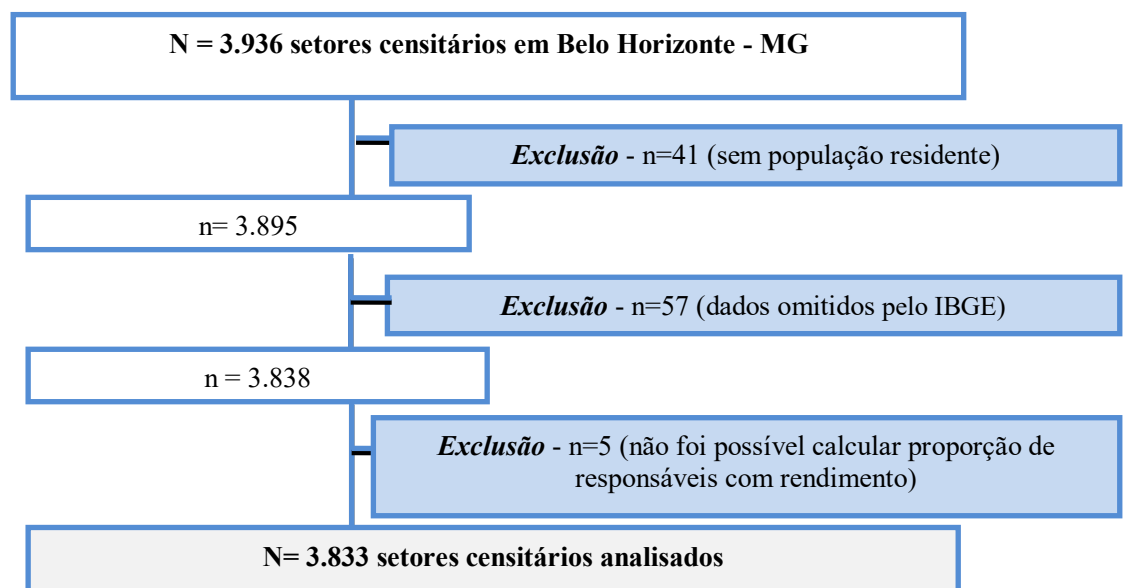 N = 3.936 setores censitários em Belo Horizonte - MG
Exclusão - n=41 (sem população residente)
n= 3.895
Exclusão - n=57 (dados omitidos pelo IBGE)
n = 3.838
Exclusão - n=5 (não foi possível calcular proporção de
responsáveis com rendimento)
N= 3.833 setores censitários analisados